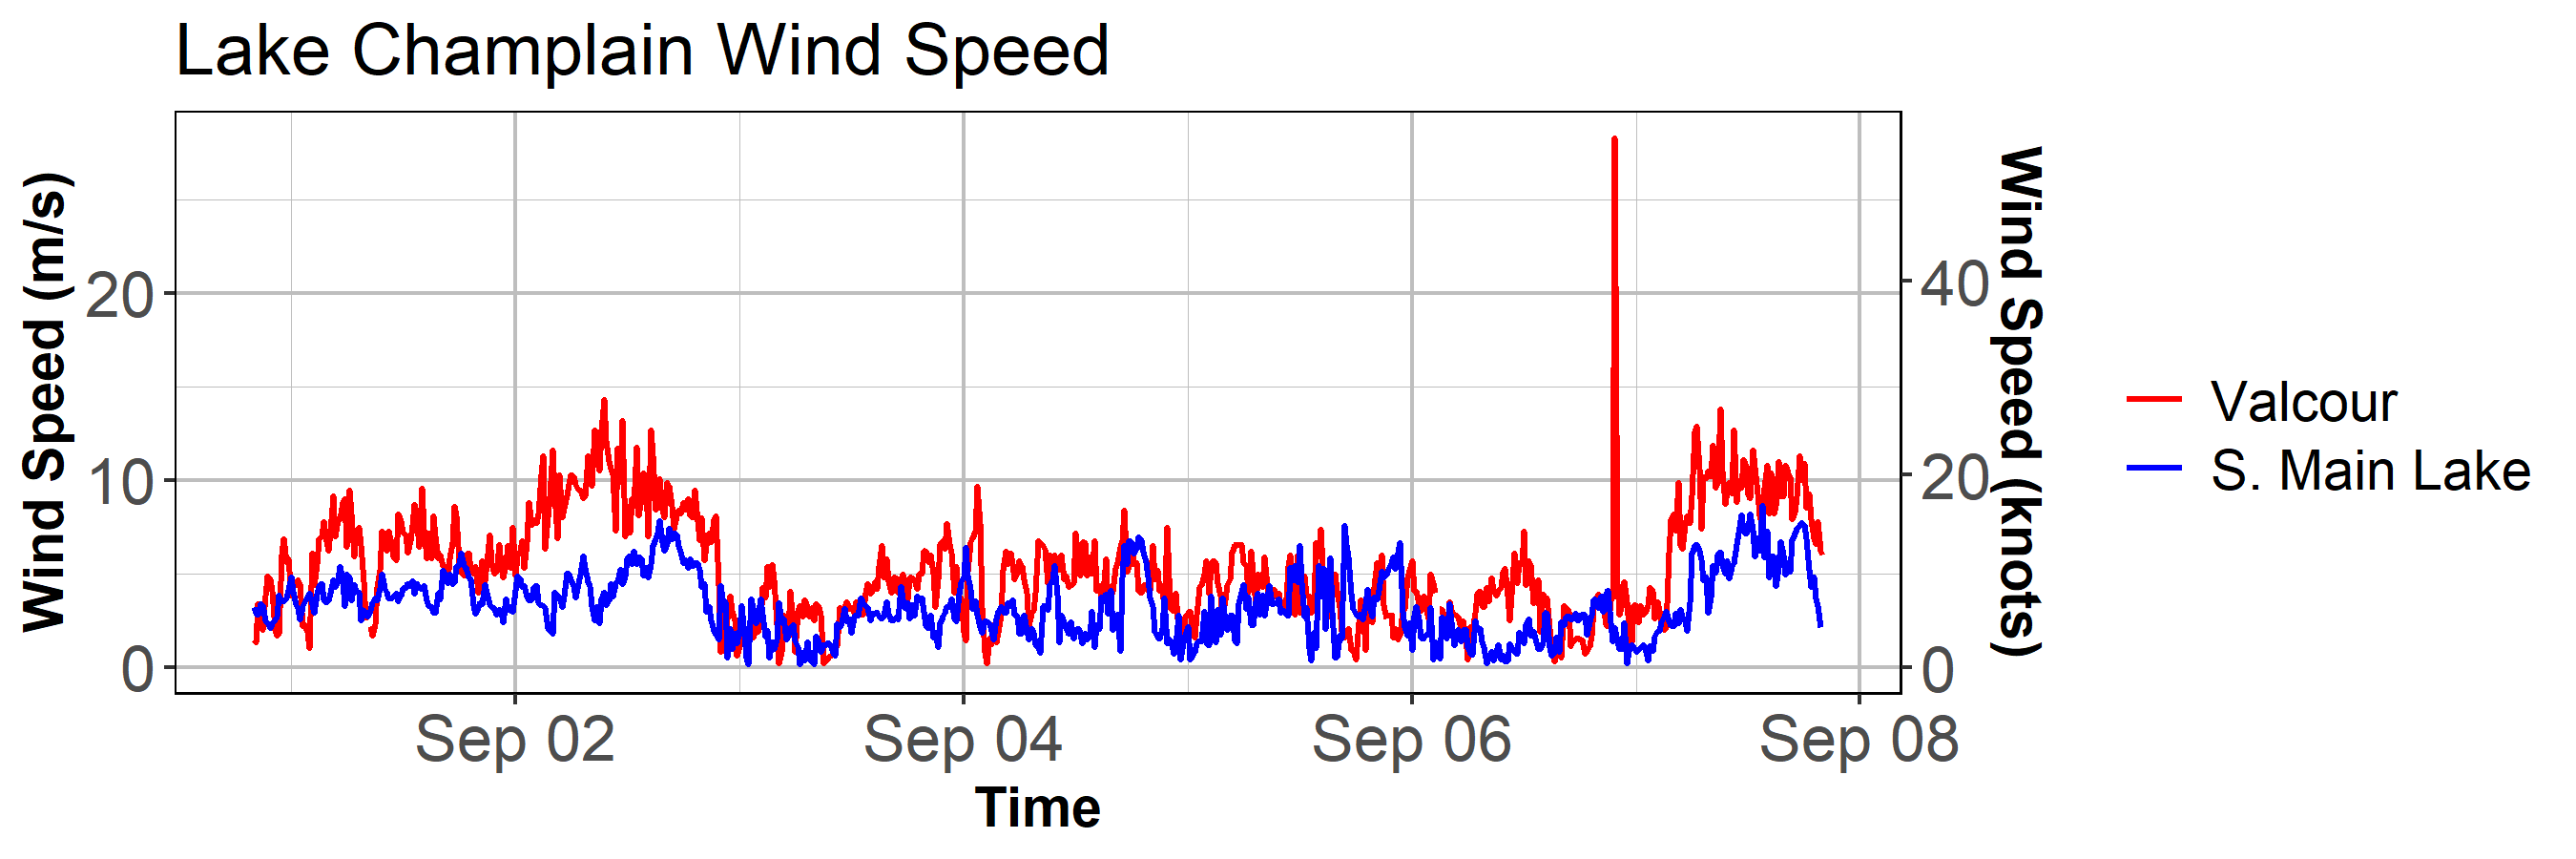 Lake Champlain Wind Speed
Wind Speed (m/s)
20
10
0
40
20
0
Wind Speed (knots)
Sep 02
Sep 04
Sep 06
Sep 08
Time
Valcour
S. Main Lake